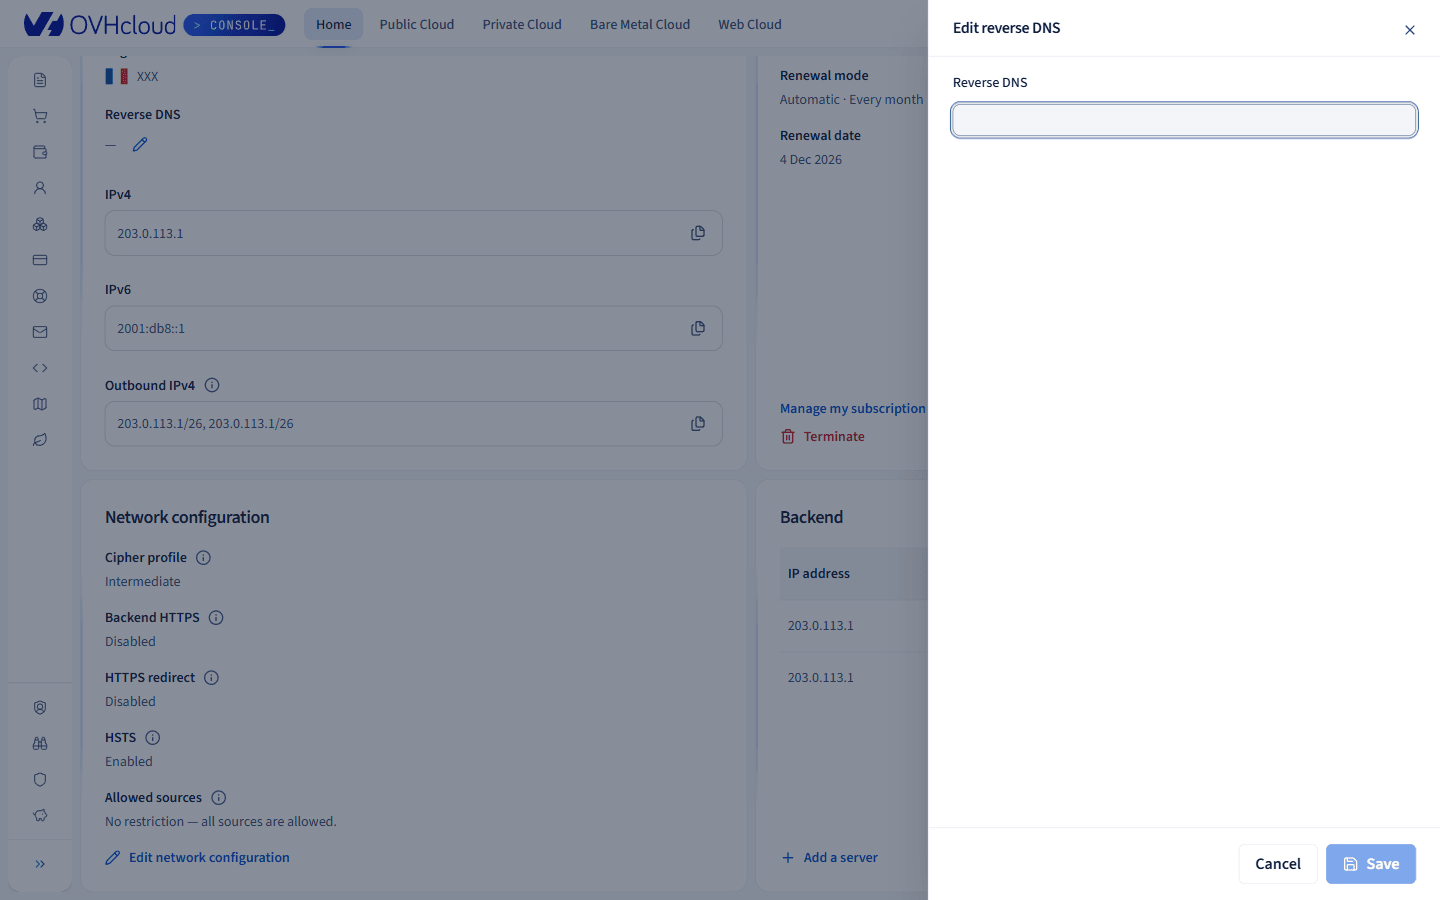 OVHcloud
> CONSOLE_
Home
Public Cloud
Private Cloud
Bare Metal Cloud
Web Cloud
XXX
Reverse DNS
—
IPv4
203.0.113.1
IPv6
2001:db8::1
Outbound IPv4
203.0.113.1/26, 203.0.113.1/26
Renewal mode
Automatic · Every month
Renewal date
4 Dec 2026
Manage my subscription
Terminate
Network configuration
Cipher profile
Intermediate
Backend HTTPS
Disabled
HTTPS redirect
Disabled
HSTS
Enabled
Allowed sources
No restriction — all sources are allowed.
Edit network configuration
Backend
IP address
203.0.113.1
203.0.113.1
Add a server
Edit reverse DNS
Reverse DNS
Cancel
Save